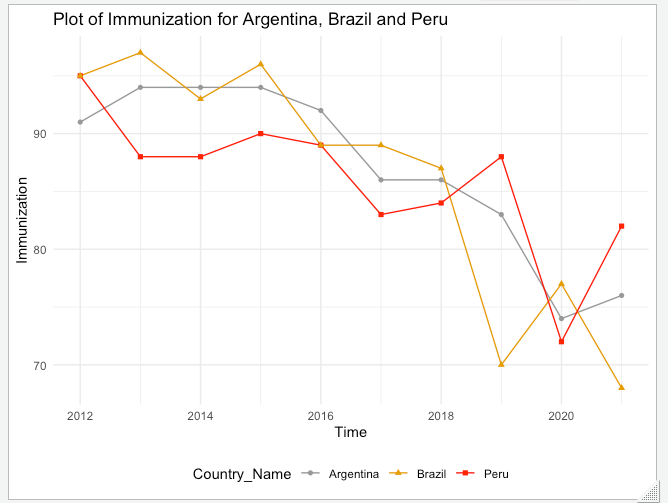 Plot of Immunization for Argentina, Brazil and Peru
Immunization
90
80
70
2012 2014 2016 2018 2020
Time
Country_Name Argentina Brazil Peru